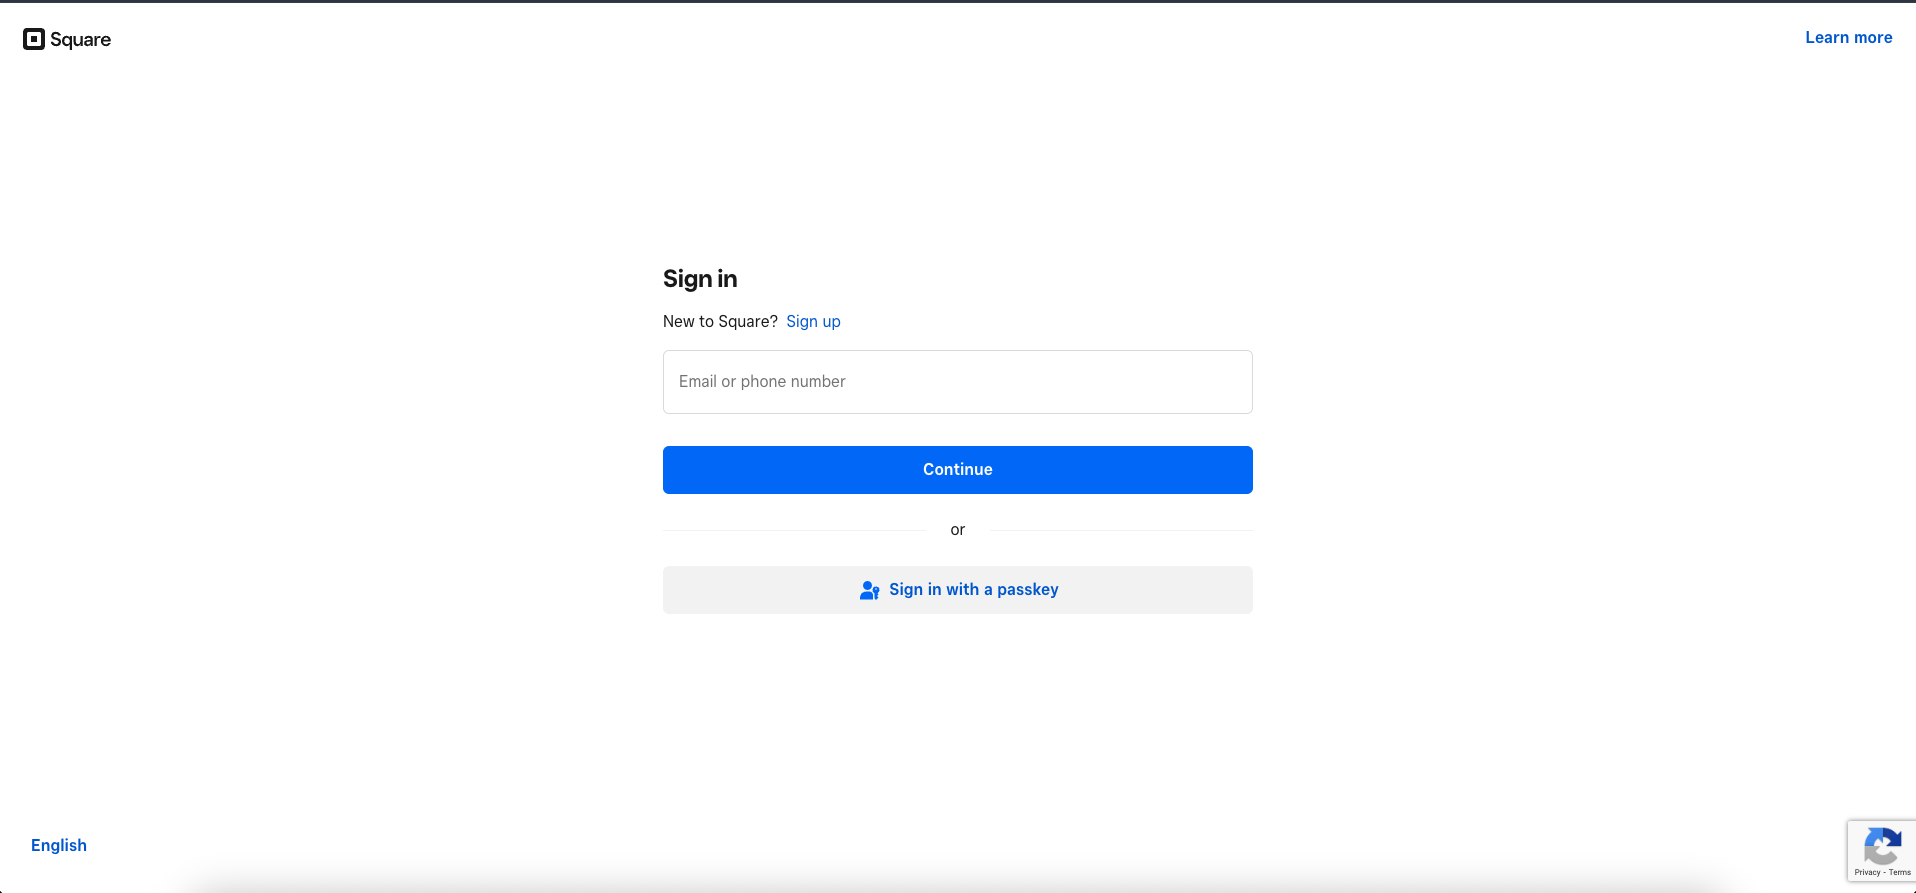 Square
Learn more
Sign in
New to Square? Sign up
Email or phone number
Continue
or
Sign in with a passkey
English
Privacy - Terms